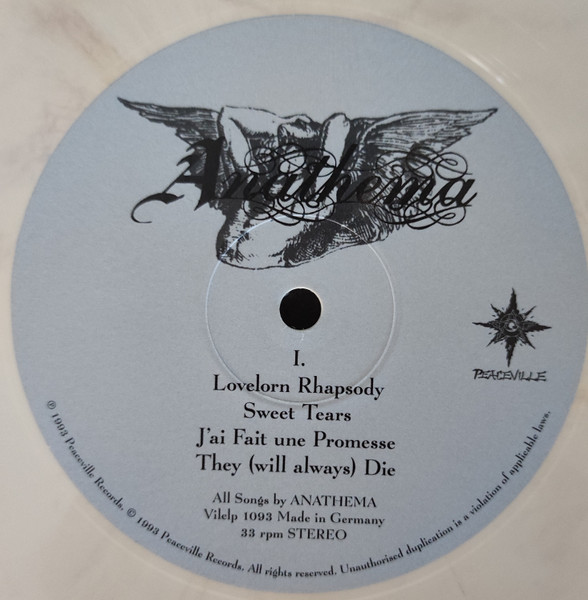 Anathema
PEACEVILLE
I.
Lovelorn Rhapsody
Sweet Tears
J'ai Fait une Promesse
They (will always) Die
All Songs by ANATHEMA
Vilelp 1093 Made in Germany
33 rpm STEREO
℗ 1993 Peaceville Records. © 1993 Peaceville Records. All rights reserved. Unauthorised duplication is a violation of applicable laws.